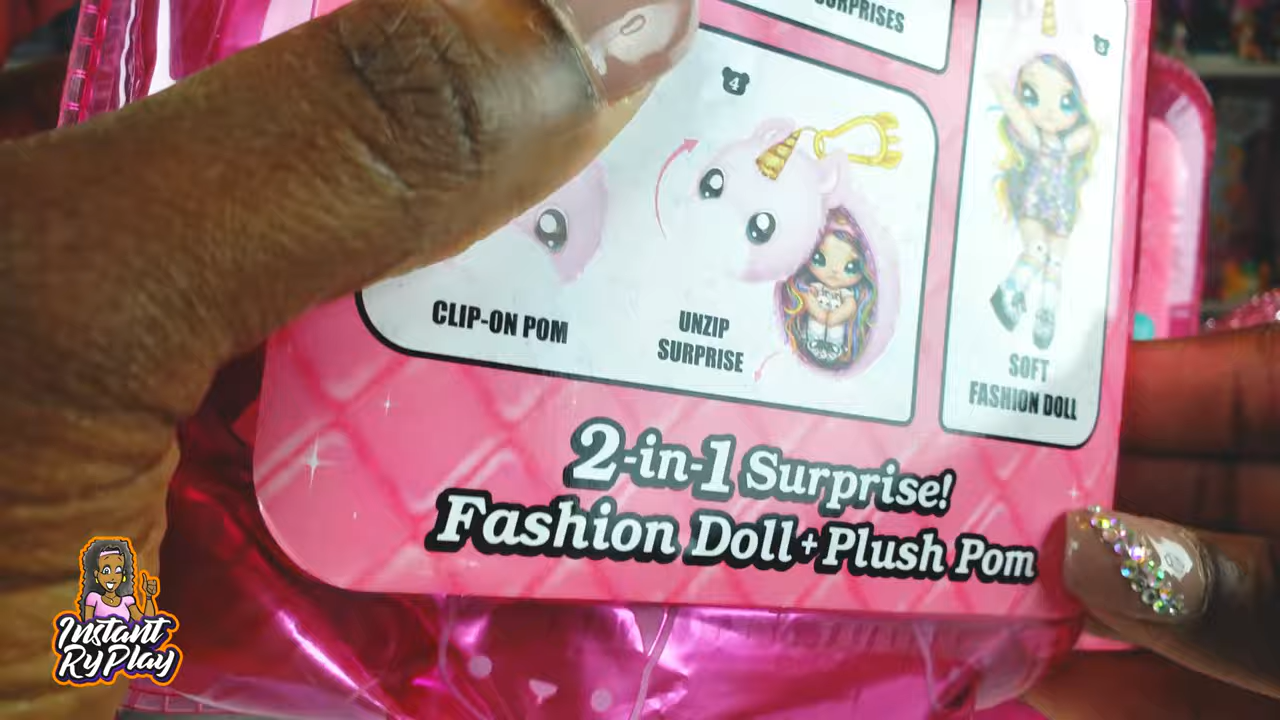 SURPRISES
4
5
CLIP-ON POM
UNZIP
SURPRISE
SOFT
FASHION DOLL
2-in-1 Surprise!
Fashion Doll + Plush Pom
Instant
RyPlay